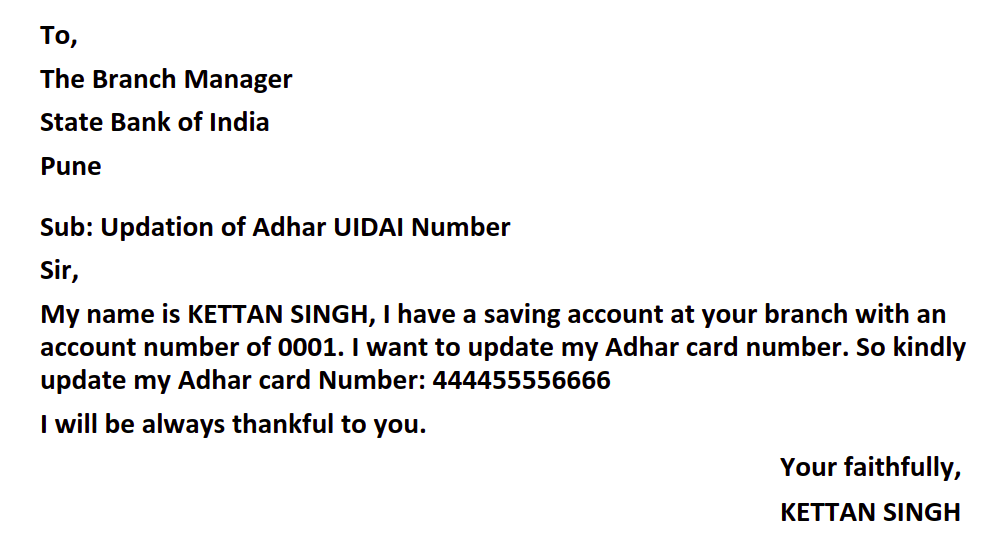 To,
The Branch Manager
State Bank of India
Pune
Sub: Updation of Adhar UIDAI Number
Sir,
My name is KETTAN SINGH, I have a saving account at your branch with an
account number of 0001. I want to update my Adhar card number. So kindly
update my Adhar card Number: 444455556666
I will be always thankful to you.
Your faithfully,
KETTAN SINGH